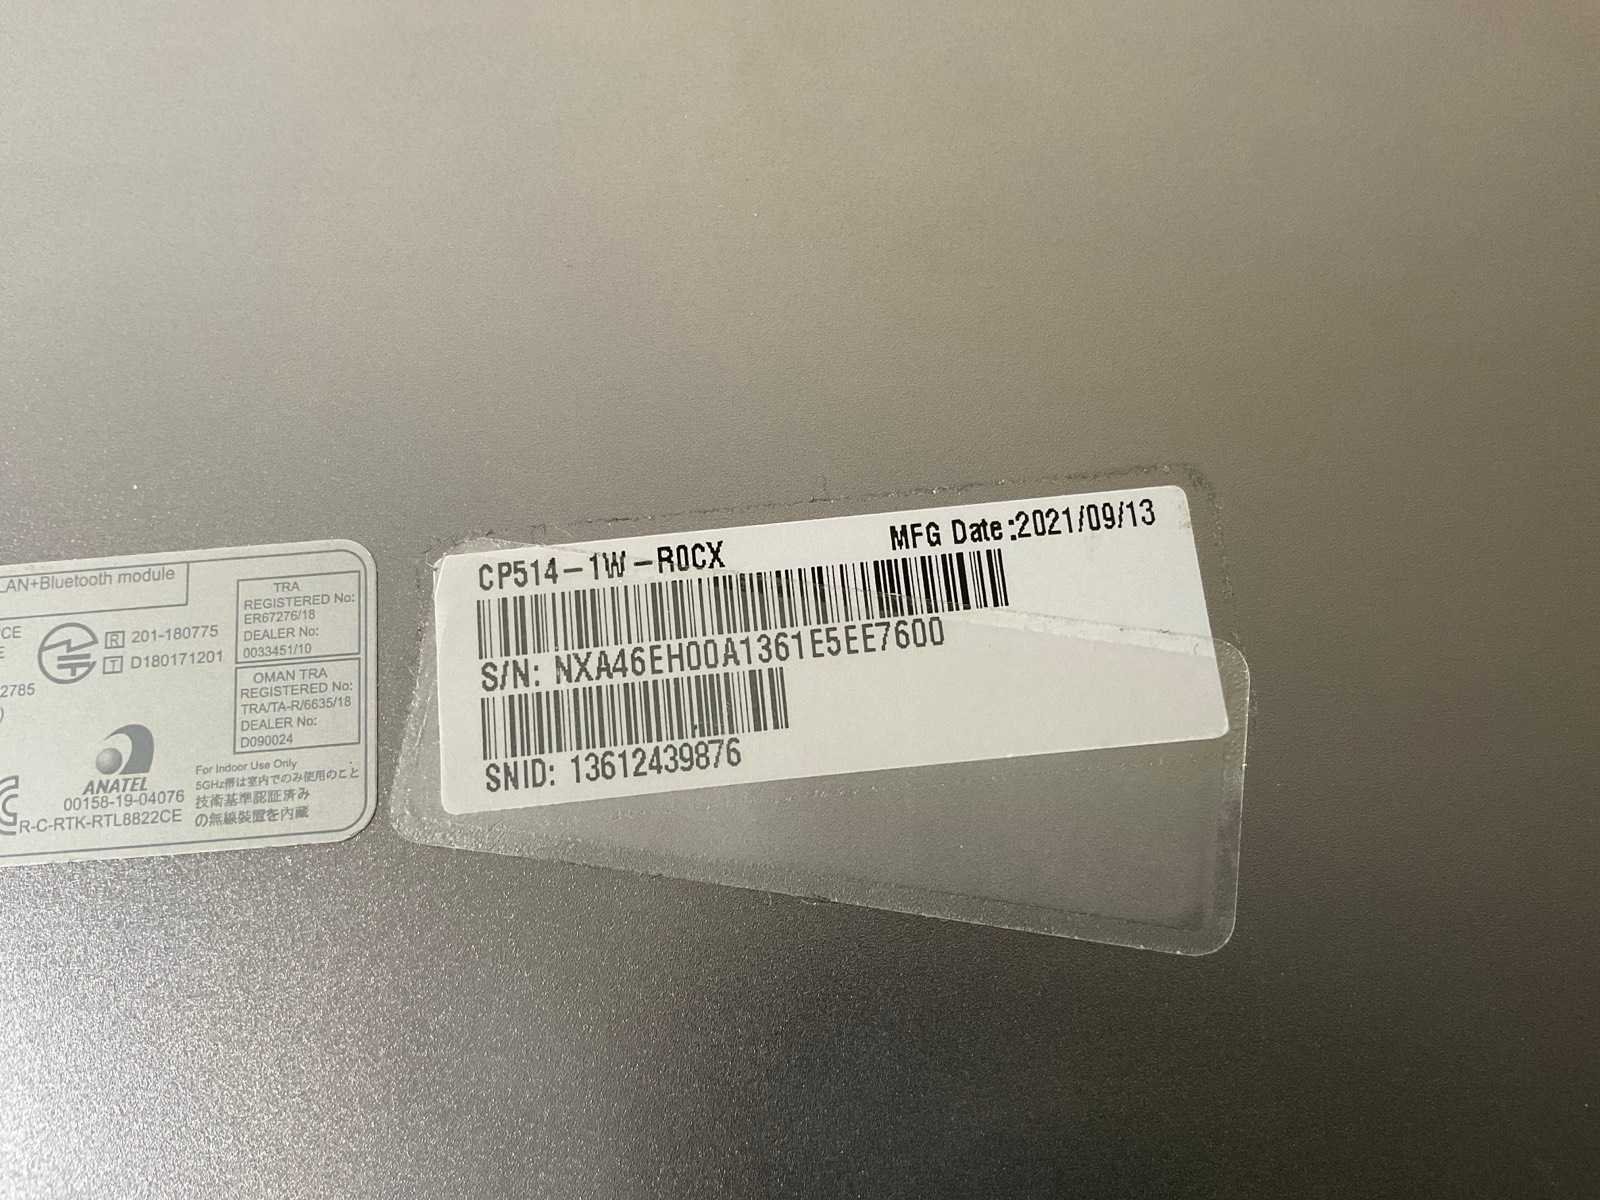 LAN+Bluetooth module
CE
201-180775
D180171201
2785
TRA
REGISTERED No:
ER67276/18
DEALER No:
0033451/10
OMAN TRA
REGISTERED No:
TRA/TA-R/6635/18
DEALER No:
D090024
ANATEL
00158-19-04076
R-C-RTK-RTL8822CE
For Indoor Use Only
5GHz帯は室内でのみ使用のこと
技術基準認証済み
の無線装置を内蔵
CP514-1W-R0CX
MFG Date:2021/09/13
S/N: NXA46EH00A1361E5EE7600
SNID: 13612439876